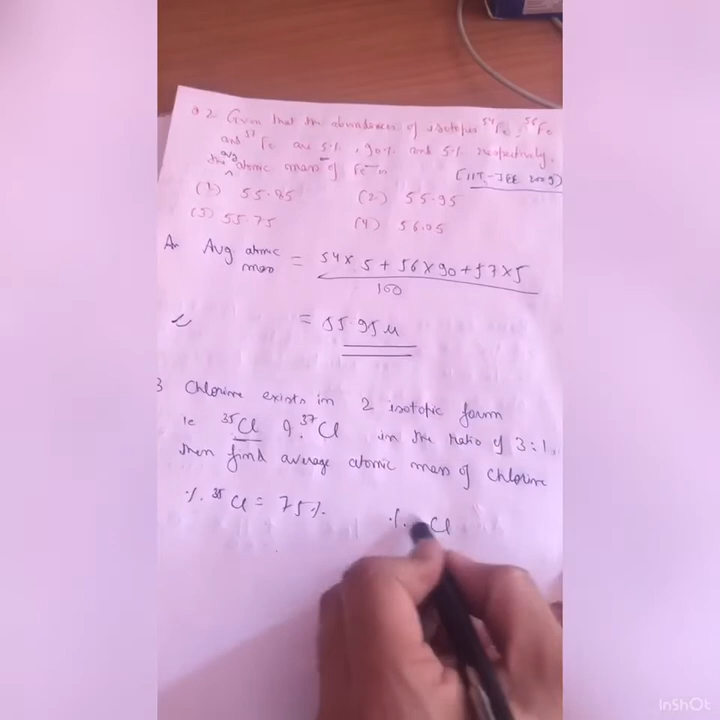 Q 2 Given that the abundances of isotopes ⁵⁴Fe, ⁵⁶Fe
and ⁵⁷Fe are 5%, 90% and 5% respectively,
the avg atomic mass of Fe in
(IIT-JEE 2009)
(1) 55.85 (2) 55.95
(3) 55.75 (4) 56.05
An Avg atomic mass = 54 × 5 + 56 × 90 + 57 × 5
100
= 55.95 u
3 Chlorine exists in 2 isotopic form
ie ³⁵Cl & ³⁷Cl in the ratio of 3:1,
then find average atomic mass of Chlorine
% ³⁵Cl = 75% % Cl
InShOt